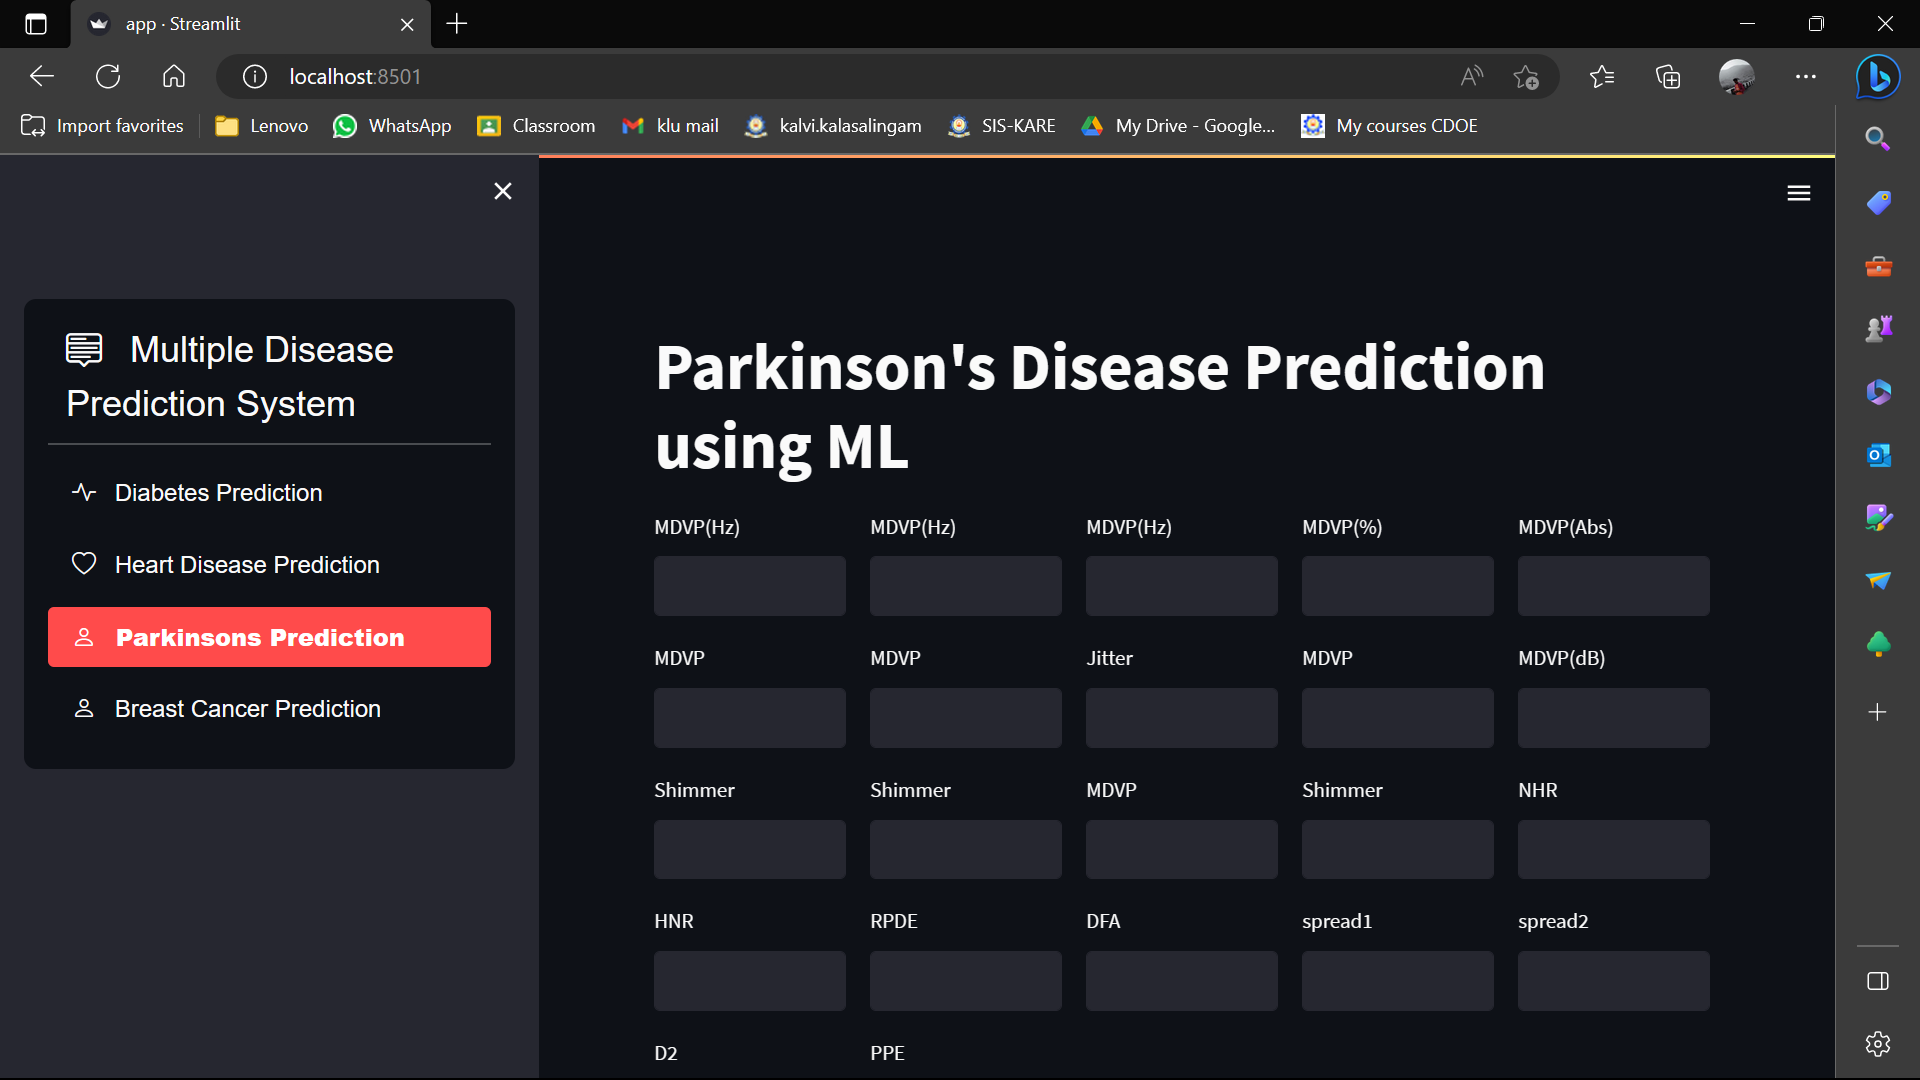 app · Streamlit
localhost:8501
Import favorites
Lenovo
WhatsApp
Classroom
klu mail
kalvi.kalasalingam
SIS-KARE
My Drive - Google...
My courses CDOE
Multiple Disease
Prediction System
Diabetes Prediction
Heart Disease Prediction
Parkinsons Prediction
Breast Cancer Prediction
Parkinson's Disease Prediction
using ML
MDVP(Hz) MDVP(Hz) MDVP(Hz) MDVP(%) MDVP(Abs)
MDVP MDVP Jitter MDVP MDVP(dB)
Shimmer Shimmer MDVP Shimmer NHR
HNR RPDE DFA spread1 spread2
D2 PPE